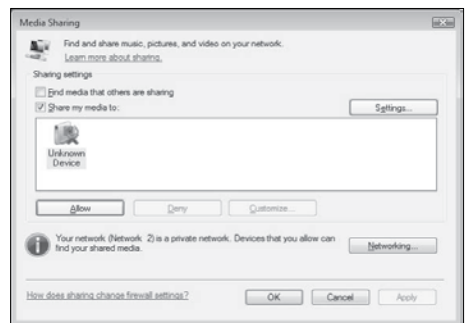 Media Sharing
Find and share music, pictures, and video on your network.
Learn more about sharing.
Sharing settings
Find media that others are sharing
Share my media to:
Settings...
Unknown
Device
Allow
Deny
Customize...
Your network (Network 2) is a private network. Devices that you allow can
find your shared media.
Networking...
How does sharing change firewall settings?
OK
Cancel
Apply